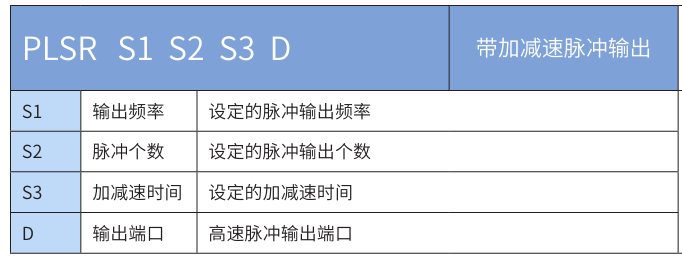 PLSR S1 S2 S3 D 带加减速脉冲输出
S1 输出频率 设定的脉冲输出频率
S2 脉冲个数 设定的脉冲输出个数
S3 加减速时间 设定的加减速时间
D 输出端口 高速脉冲输出端口